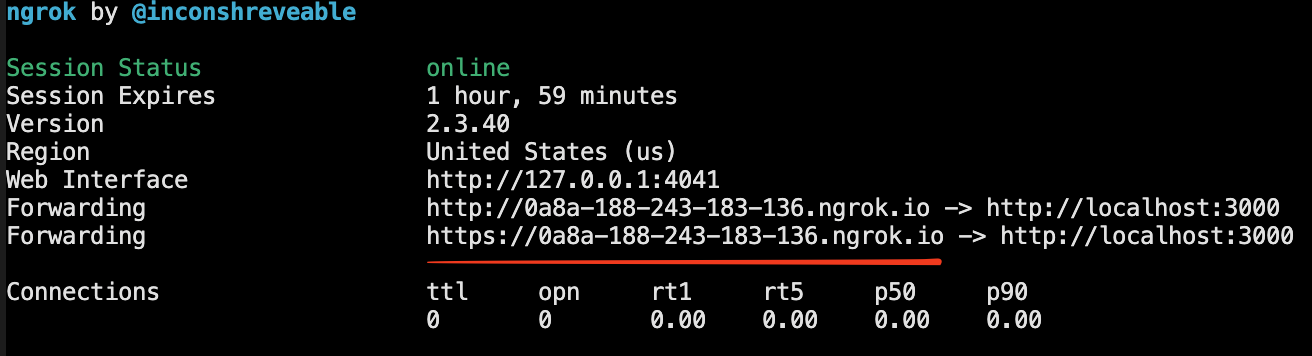 ngrok by @inconshreveable
Session Status online
Session Expires 1 hour, 59 minutes
Version 2.3.40
Region United States (us)
Web Interface http://127.0.0.1:4041
Forwarding http://0a8a-188-243-183-136.ngrok.io -> http://localhost:3000
Forwarding https://0a8a-188-243-183-136.ngrok.io -> http://localhost:3000
Connections ttl opn rt1 rt5 p50 p90
0 0 0.00 0.00 0.00 0.00